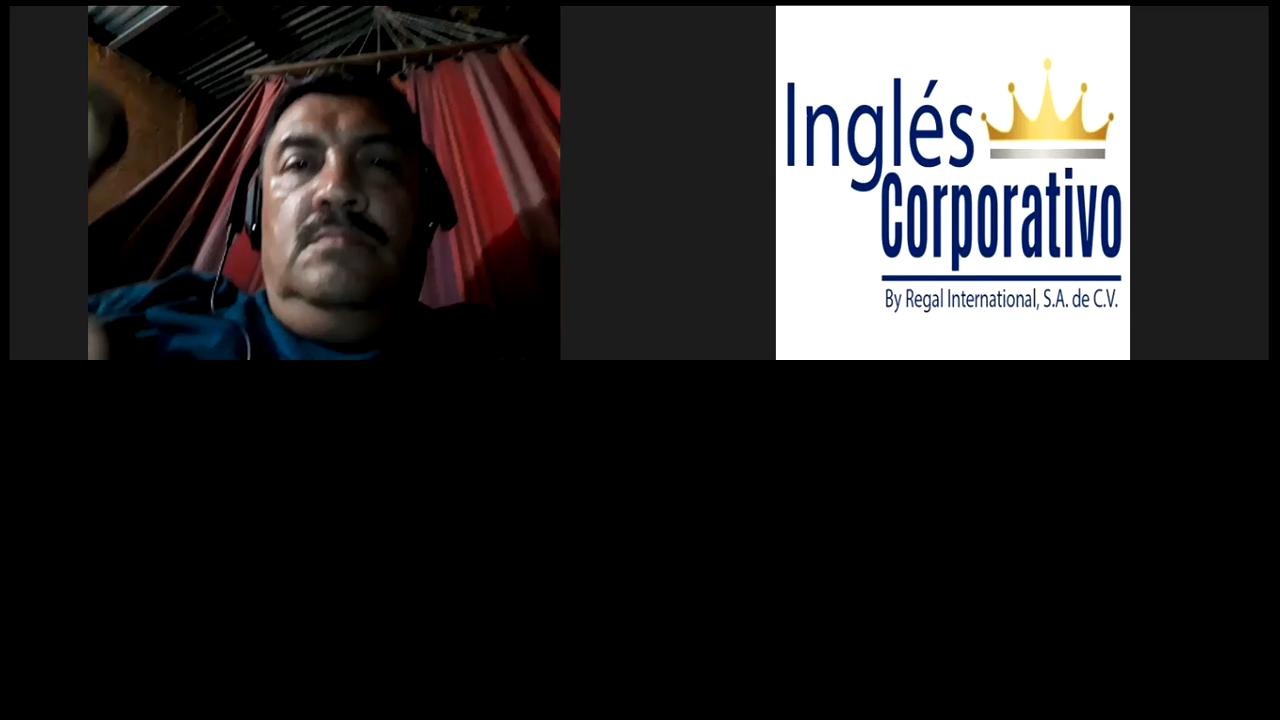 Inglés
Corporativo
By Regal International, S.A. de C.V.